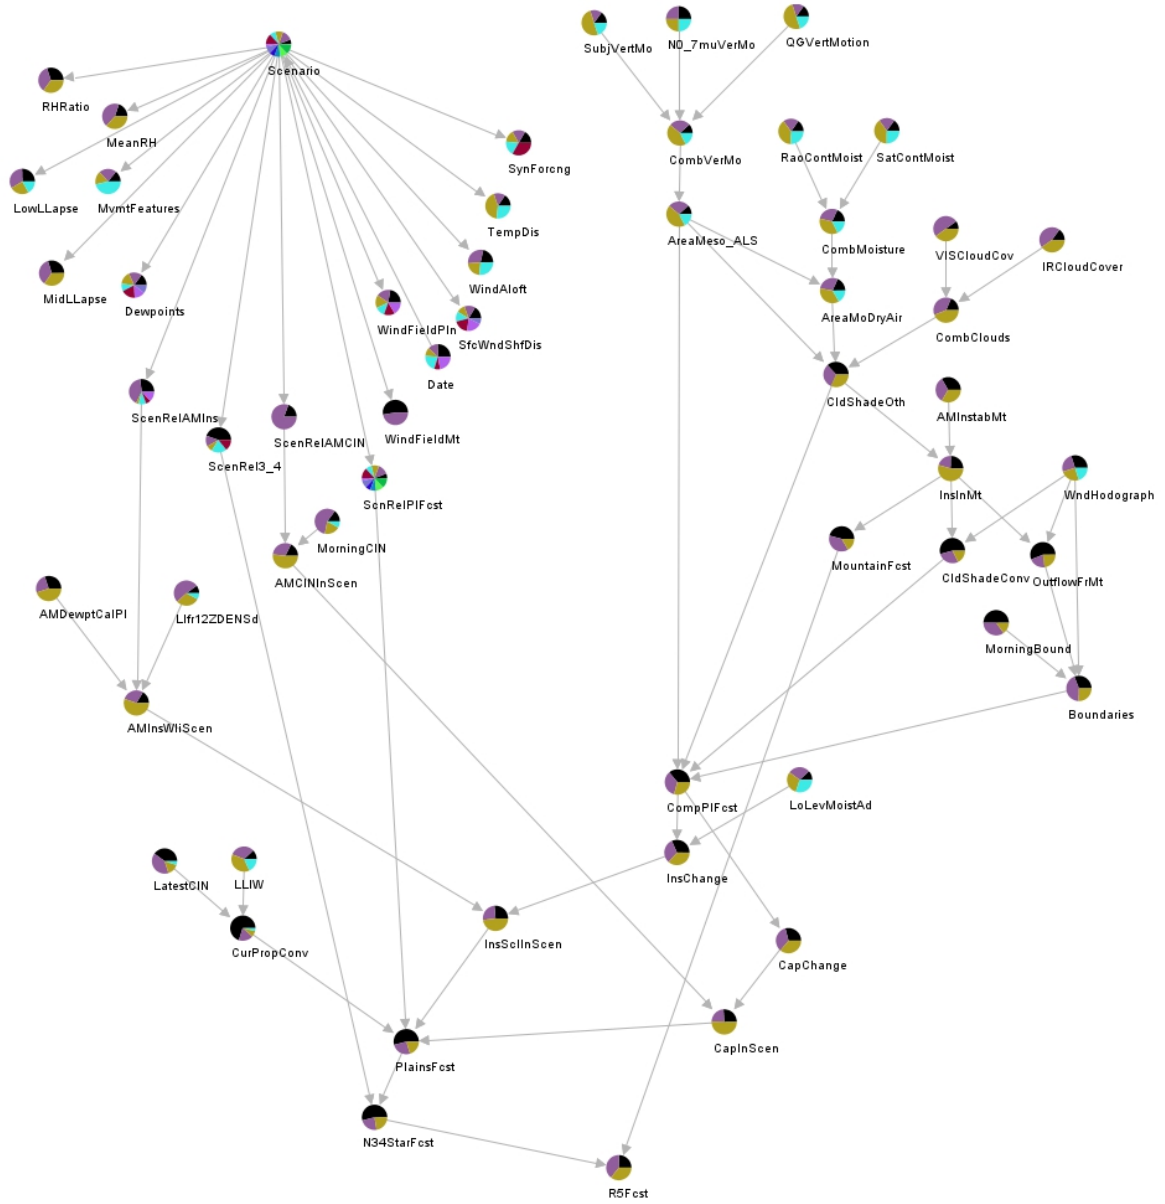 SubjVertMo
N0_7muVerMo
QGVertMotion
Scenario
RHRatio
MeanRH
CombVerMo
RaoContMoist
SatContMoist
SynForcng
LowLLapse
MvmtFeatures
TempDis
AreaMeso_ALS
CombMoisture
VISCloudCov
IRCloudCover
WindAloft
MidLLapse
Dewpoints
WindFieldPln
SfcWndShfDis
AreaMoDryAir
CombClouds
Date
ScenRelAMIns
ScenRelAMCIN
WindFieldMt
CldShadeOth
AMInstabMt
ScenRel3_4
ScnRelPlFcst
InsInMt
WndHodograph
MorningCIN
AMCINInScen
MountainFcst
CldShadeConv
OutflowFrMt
AMDewptCalPl
LIfr12ZDENSd
MorningBound
AMInsWliScen
Boundaries
CompPlFcst
LoLevMoistAd
LatestCIN
LLIW
InsChange
CurPropConv
InsSclInScen
CapChange
PlainsFcst
CapInScen
N34StarFcst
R5Fcst